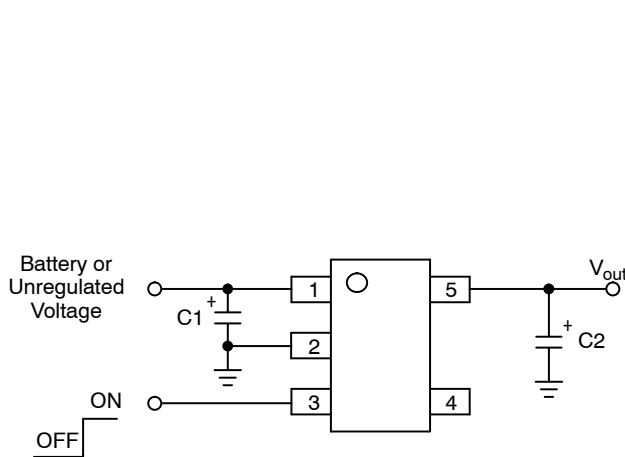 Battery or
Unregulated
Voltage
C1
+
1
2
3
5
4
Vout
+
C2
ON
OFF